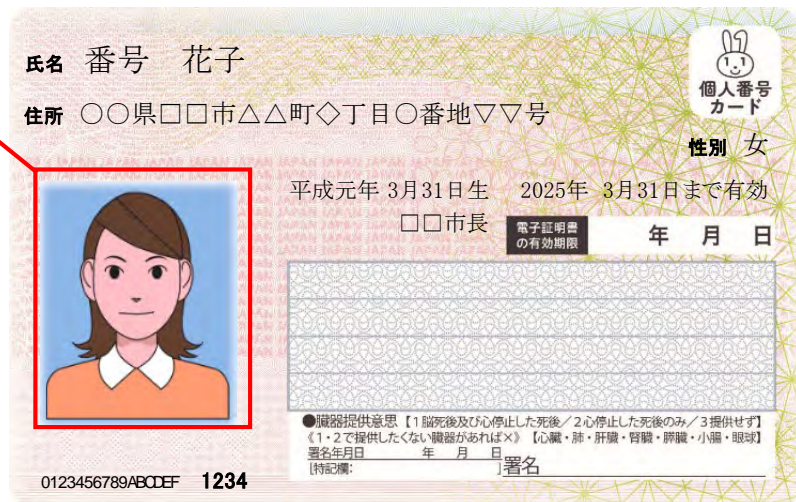 氏名 番号 花子
個人番号
カード
住所 ○○県□□市△△町◇丁目○番地▽▽号
性別 女
平成元年 3月31日生 2025年 3月31日まで有効
□□市長 電子証明書の有効期限 年 月 日
●臓器提供意思【1脳死後及び心停止した死後／2心停止した死後のみ／3提供せず】
《1・2で提供したくない臓器があれば×》【心臓・肺・肝臓・腎臓・膵臓・小腸・眼球】
署名年月日 年 月 日
[特記欄: ]署名
0123456789ABCDEF 1234